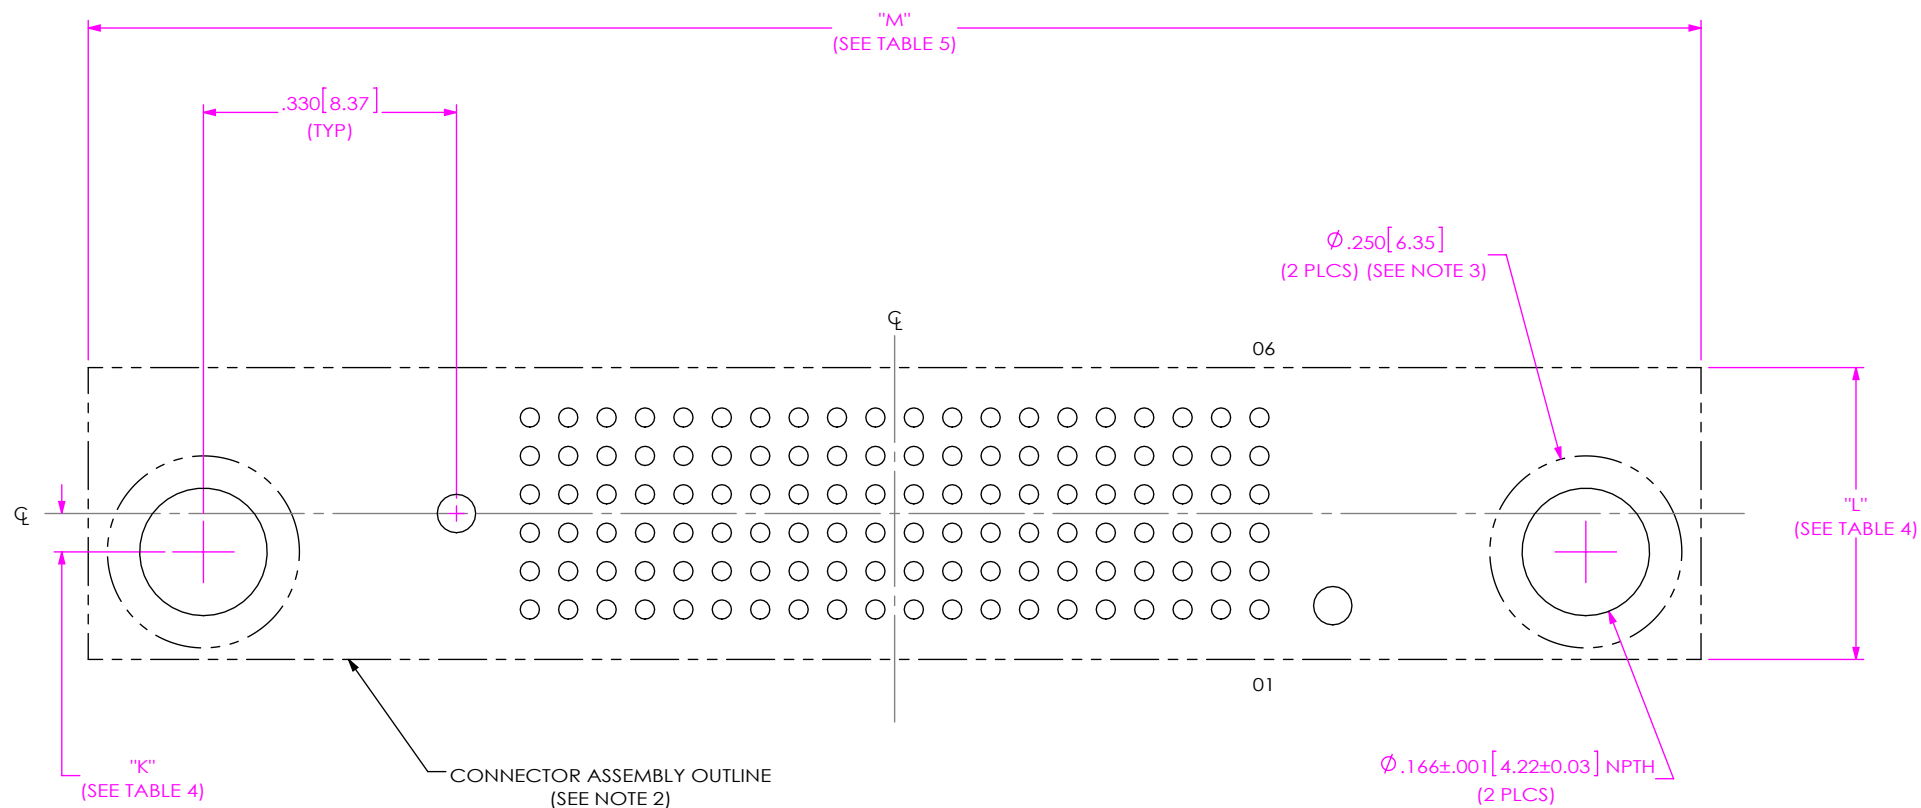 "M"
(SEE TABLE 5)
.330[8.37]
(TYP)
Ø.250[6.35]
(2 PLCS) (SEE NOTE 3)
℄
06
℄
"L"
(SEE TABLE 4)
01
"K"
(SEE TABLE 4)
CONNECTOR ASSEMBLY OUTLINE
(SEE NOTE 2)
Ø.166±.001[4.22±0.03] NPTH
(2 PLCS)